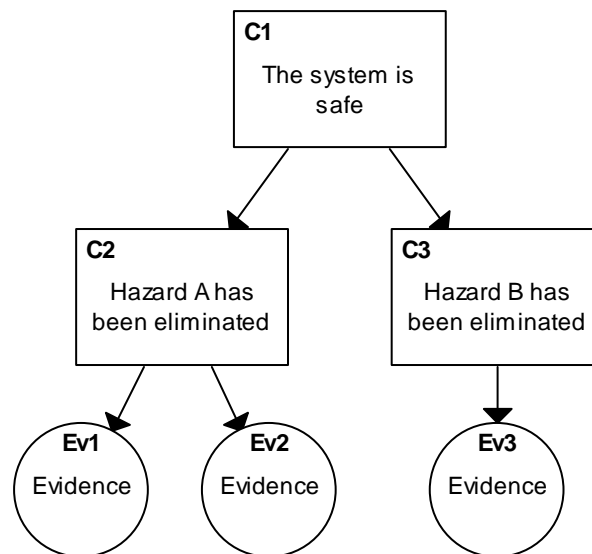 C1
The system is
safe
C2
Hazard A has
been eliminated
C3
Hazard B has
been eliminated
Ev1
Evidence
Ev2
Evidence
Ev3
Evidence